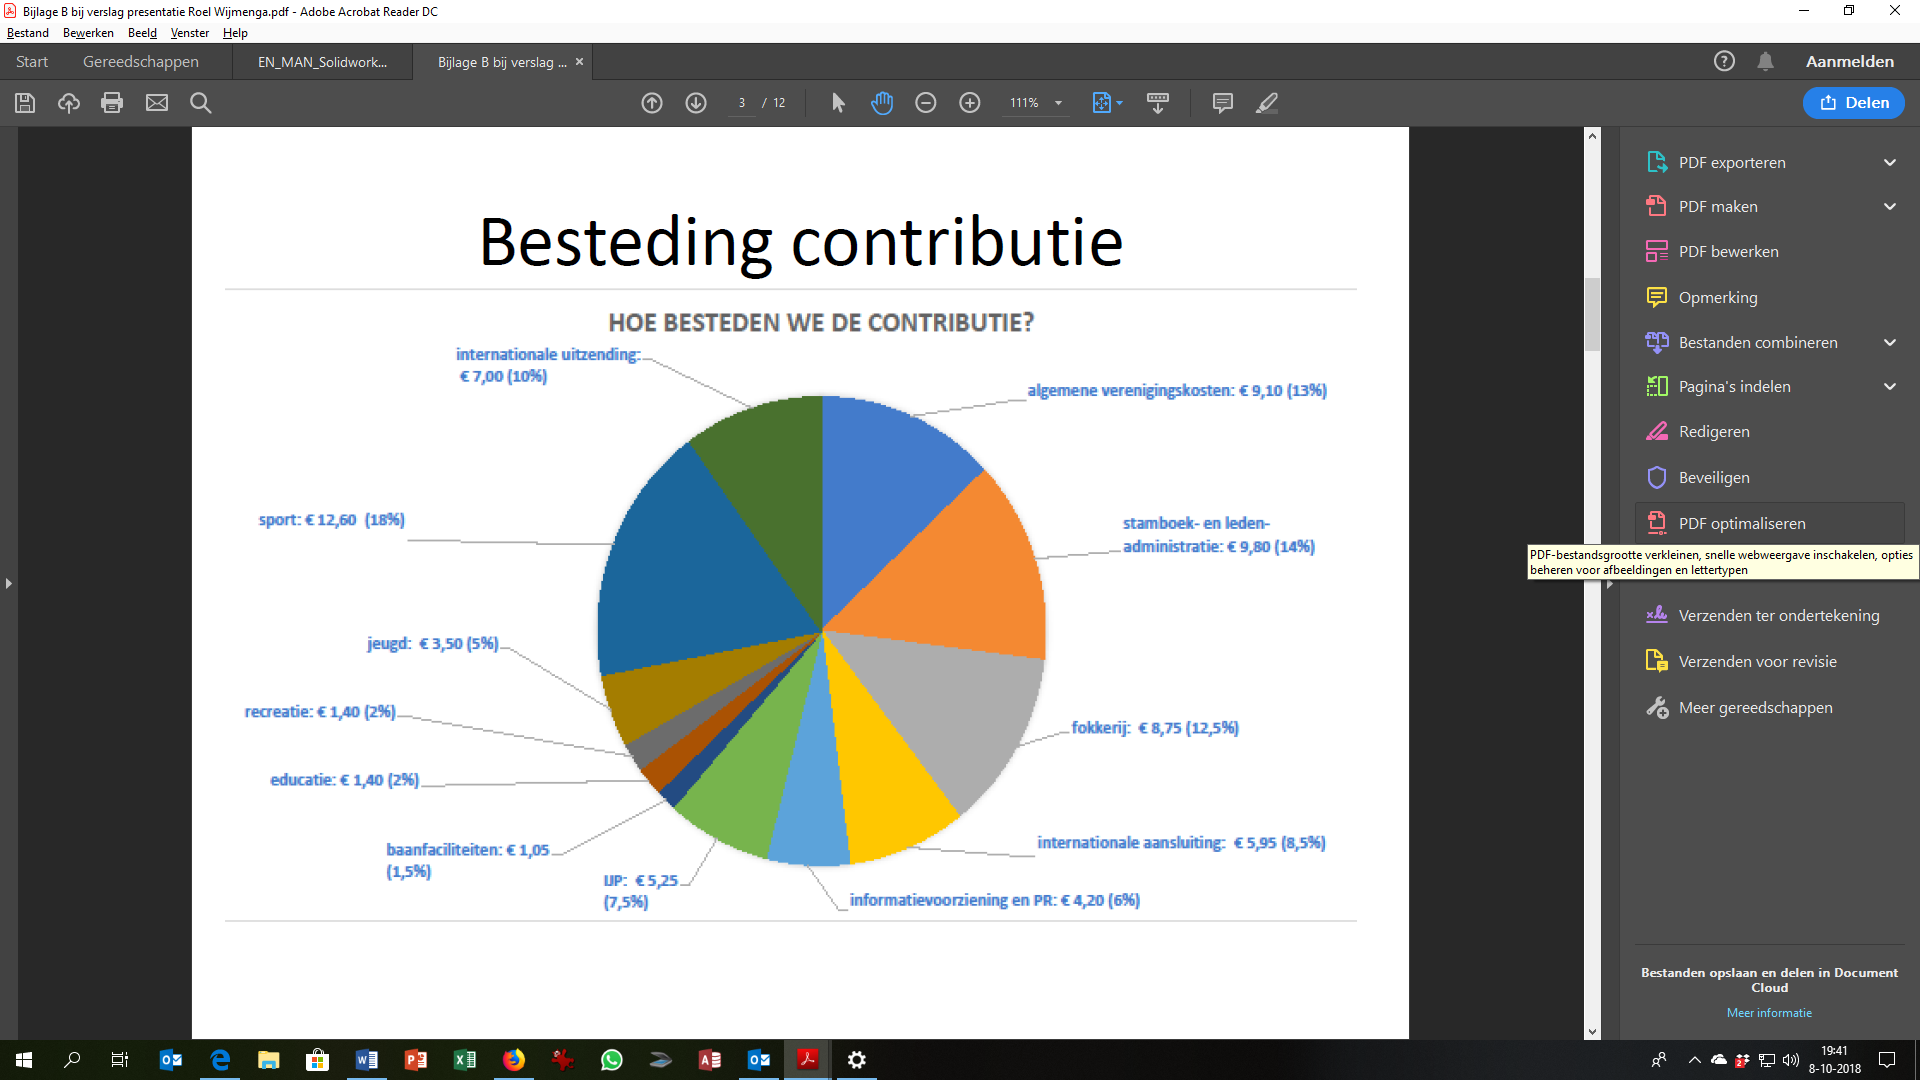 Bijlage B bij verslag presentatie Roel Wijmenga.pdf - Adobe Acrobat Reader DC
Bestand Bewerken Beeld Venster Help
Start Gereedschappen EN_MAN_Solidwork... Bijlage B bij verslag ... × Aanmelden
3 / 12 111% Delen
Besteding contributie
HOE BESTEDEN WE DE CONTRIBUTIE?
internationale uitzending:
€ 7,00 (10%)
algemene verenigingskosten: € 9,10 (13%)
sport: € 12,60 (18%)
stamboek- en leden-
administratie: € 9,80 (14%)
jeugd: € 3,50 (5%)
recreatie: € 1,40 (2%)
fokkerij: € 8,75 (12,5%)
educatie: € 1,40 (2%)
baanfaciliteiten: € 1,05
(1,5%)
internationale aansluiting: € 5,95 (8,5%)
IJP: € 5,25
(7,5%)
informatievoorziening en PR: € 4,20 (6%)
PDF exporteren
PDF maken
PDF bewerken
Opmerking
Bestanden combineren
Pagina's indelen
Redigeren
Beveiligen
PDF optimaliseren
PDF-bestandsgrootte verkleinen, snelle webweergave inschakelen, opties
beheren voor afbeeldingen en lettertypen
Verzenden ter ondertekening
Verzenden voor revisie
Meer gereedschappen
Bestanden opslaan en delen in Document
Cloud
Meer informatie
19:41
8-10-2018